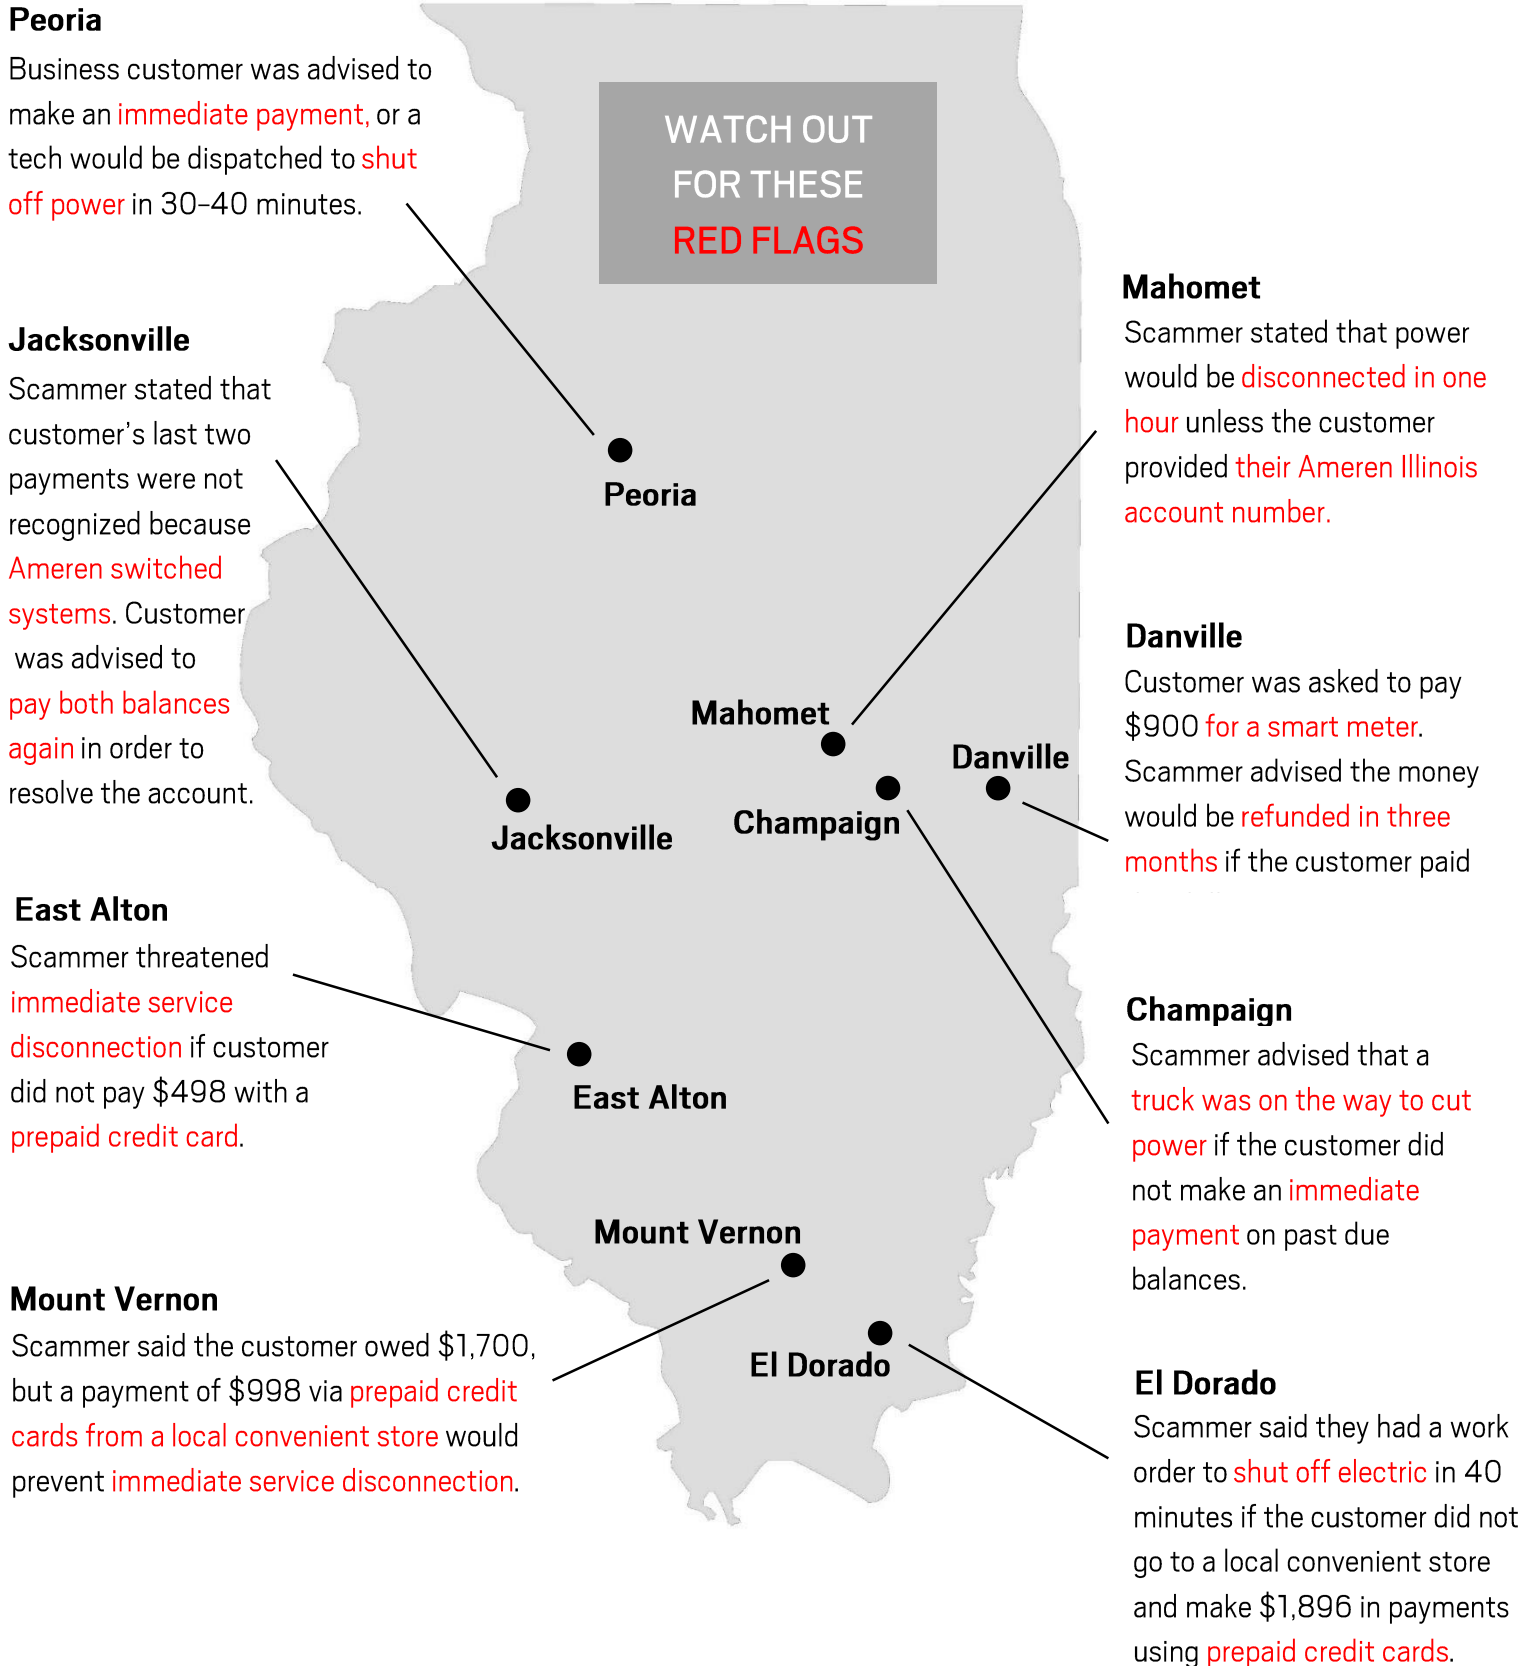 Peoria
Business customer was advised to
make an immediate payment, or a
tech would be dispatched to shut
off power in 30-40 minutes.
WATCH OUT
FOR THESE
RED FLAGS
Jacksonville
Scammer stated that
customer's last two
payments were not
recognized because
Ameren switched
systems. Customer
was advised to
pay both balances
again in order to
resolve the account.
Mahomet
Scammer stated that power
would be disconnected in one
hour unless the customer
provided their Ameren Illinois
account number.
Peoria
Mahomet
Danville
Champaign
Jacksonville
Danville
Customer was asked to pay
$900 for a smart meter.
Scammer advised the money
would be refunded in three
months if the customer paid
East Alton
Scammer threatened
immediate service
disconnection if customer
did not pay $498 with a
prepaid credit card.
East Alton
Champaign
Scammer advised that a
truck was on the way to cut
power if the customer did
not make an immediate
payment on past due
balances.
Mount Vernon
El Dorado
Mount Vernon
Scammer said the customer owed $1,700,
but a payment of $998 via prepaid credit
cards from a local convenient store would
prevent immediate service disconnection.
El Dorado
Scammer said they had a work
order to shut off electric in 40
minutes if the customer did not
go to a local convenient store
and make $1,896 in payments
using prepaid credit cards.